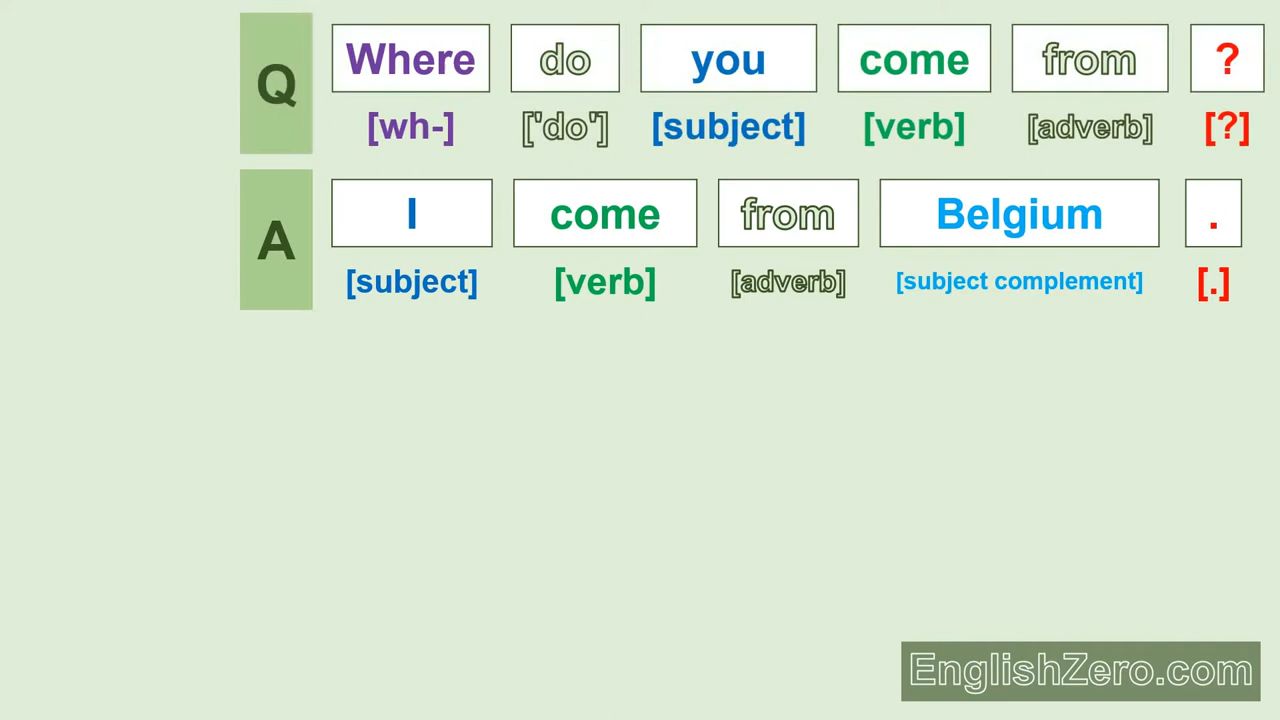 Q Where do you come from ?
[wh-] ['do'] [subject] [verb] [adverb] [?]
A I come from Belgium .
[subject] [verb] [adverb] [subject complement] [.]
EnglishZero.com